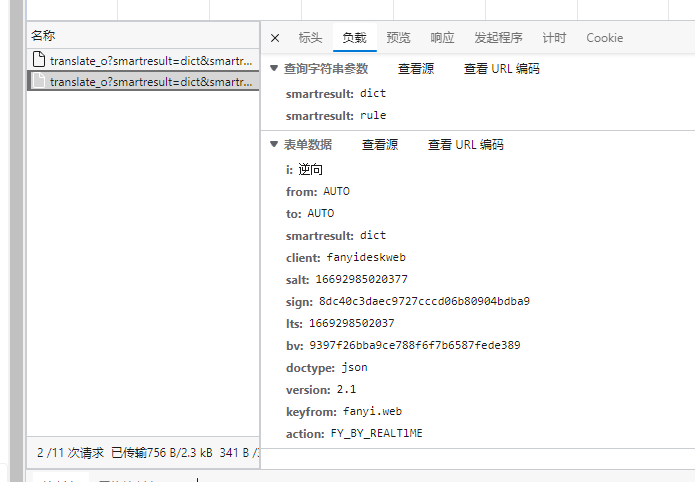 名称
translate_o?smartresult=dict&smartr...
translate_o?smartresult=dict&smartr...
2 /11 次请求 已传输756 B/2.3 kB 341 B /
标头 负载 预览 响应 发起程序 计时 Cookie
查询字符串参数 查看源 查看 URL 编码
smartresult: dict
smartresult: rule
表单数据 查看源 查看 URL 编码
i: 逆向
from: AUTO
to: AUTO
smartresult: dict
client: fanyideskweb
salt: 16692985020377
sign: 8dc40c3daec9727cccd06b80904bdba9
lts: 1669298502037
bv: 9397f26bba9ce788f6f7b6587fede389
doctype: json
version: 2.1
keyfrom: fanyi.web
action: FY_BY_REALTlME